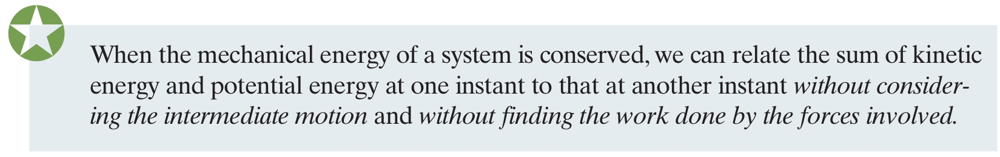 When the mechanical energy of a system is conserved, we can relate the sum of kinetic
energy and potential energy at one instant to that at another instant without consider-
ing the intermediate motion and without finding the work done by the forces involved.